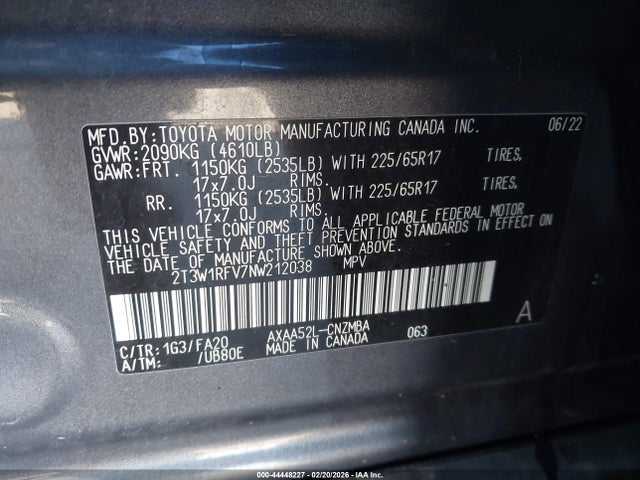 MFD.BY:TOYOTA MOTOR MANUFACTURING CANADA INC. 06/22
GVWR:2090KG (4610LB)
GAWR:FRT. 1150KG (2535LB) WITH 225/65R17 TIRES,
17x7.0J RIMS.
RR. 1150KG (2535LB) WITH 225/65R17 TIRES,
17x7.0J RIMS.
THIS VEHICLE CONFORMS TO ALL APPLICABLE FEDERAL MOTOR
VEHICLE SAFETY AND THEFT PREVENTION STANDARDS IN EFFECT ON
THE DATE OF MANUFACTURE SHOWN ABOVE.
2T3W1RFV7NW212038 MPV
A
C/TR: 1G3/FA20 AXAA52L-CNZMBA 063
A/TM: /UB80E MADE IN CANADA
000-44448227 - 02/20/2026 - IAA Inc.